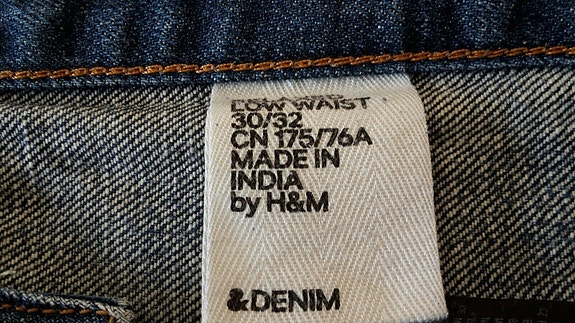 LOW WAIST
30/32
CN 175/76A
MADE IN
INDIA
by H&M
&DENIM